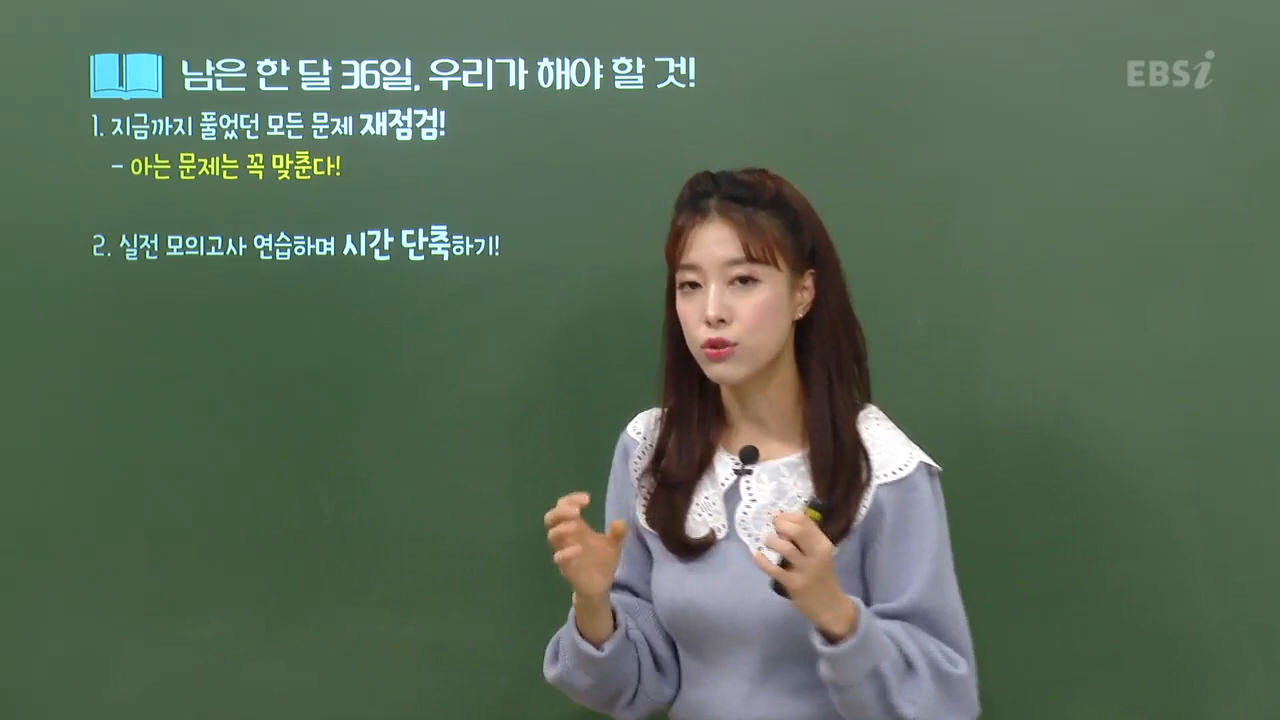 남은 한 달 36일, 우리가 해야 할 것!
EBSi
1. 지금까지 풀었던 모든 문제 재점검!
- 아는 문제는 꼭 맞춘다!
2. 실전 모의고사 연습하며 시간 단축하기!